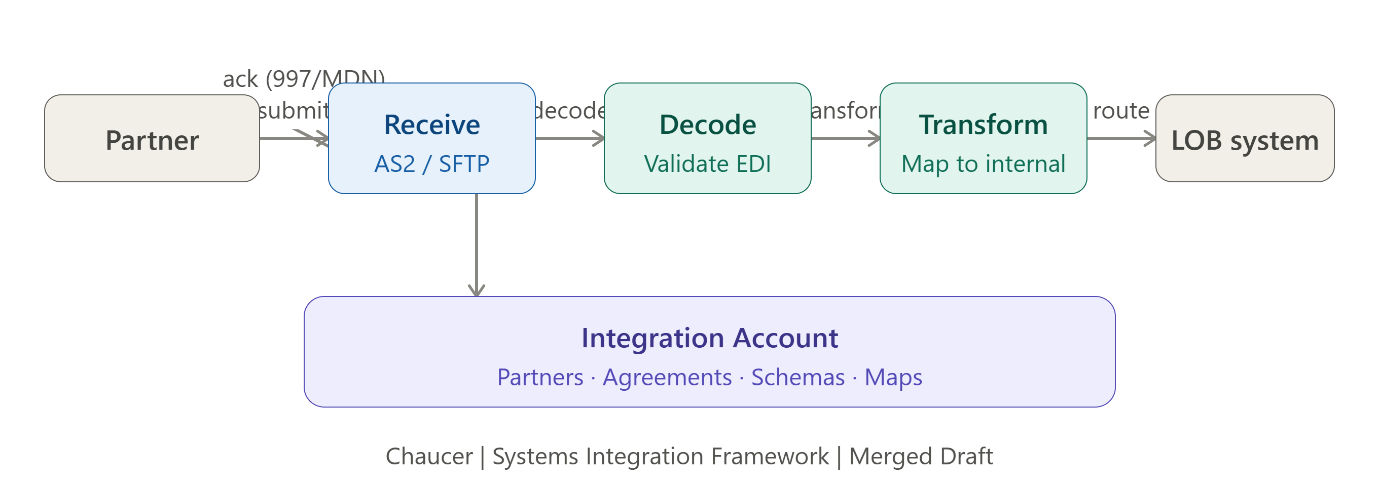 ack (997/MDN)
submit
decode
ansforr
route
Partner
Receive
AS2 / SFTP
Decode
Validate EDI
Transform
Map to internal
LOB system
Integration Account
Partners · Agreements · Schemas · Maps
Chaucer | Systems Integration Framework | Merged Draft